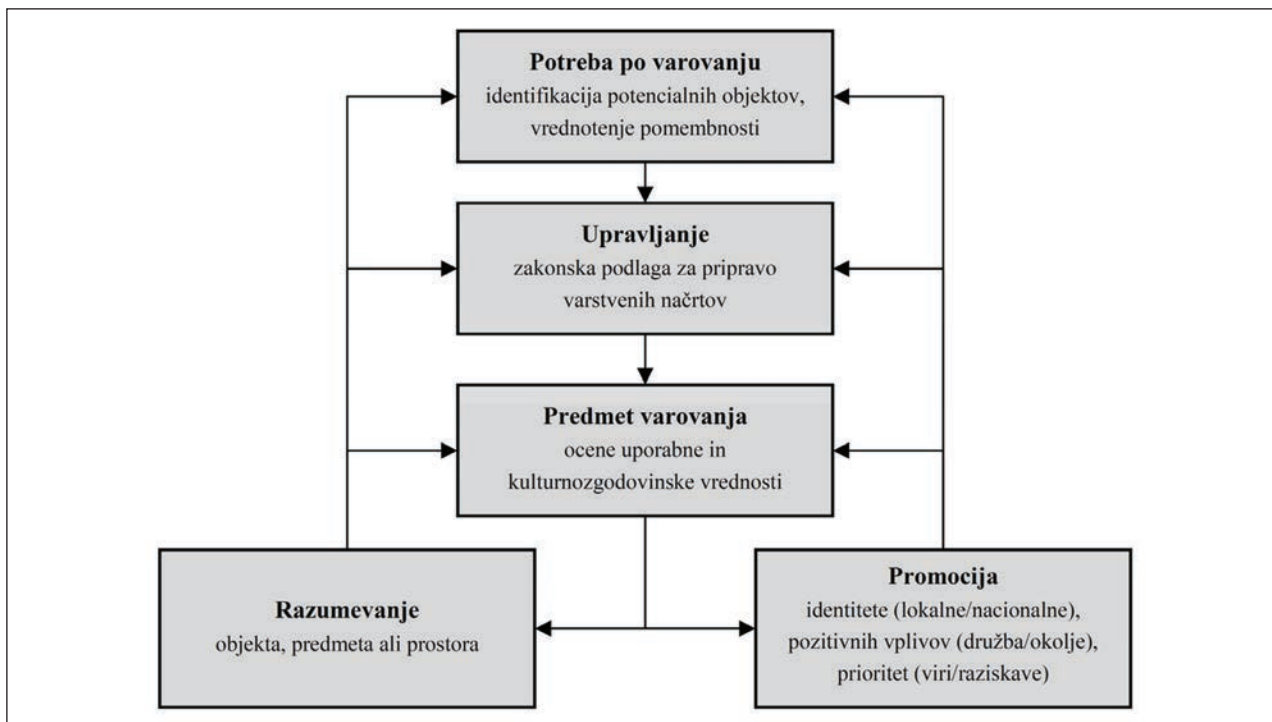 Potreba po varovanju
identifikacija potencialnih objektov,
vrednotenje pomembnosti
Upravljanje
zakonska podlaga za pripravo
varstvenih načrtov
Predmet varovanja
ocene uporabne in
kulturnozgodovinske vrednosti
Razumevanje
objekta, predmeta ali prostora
Promocija
identitete (lokalne/nacionalne),
pozitivnih vplivov (družba/okolje),
prioritet (viri/raziskave)